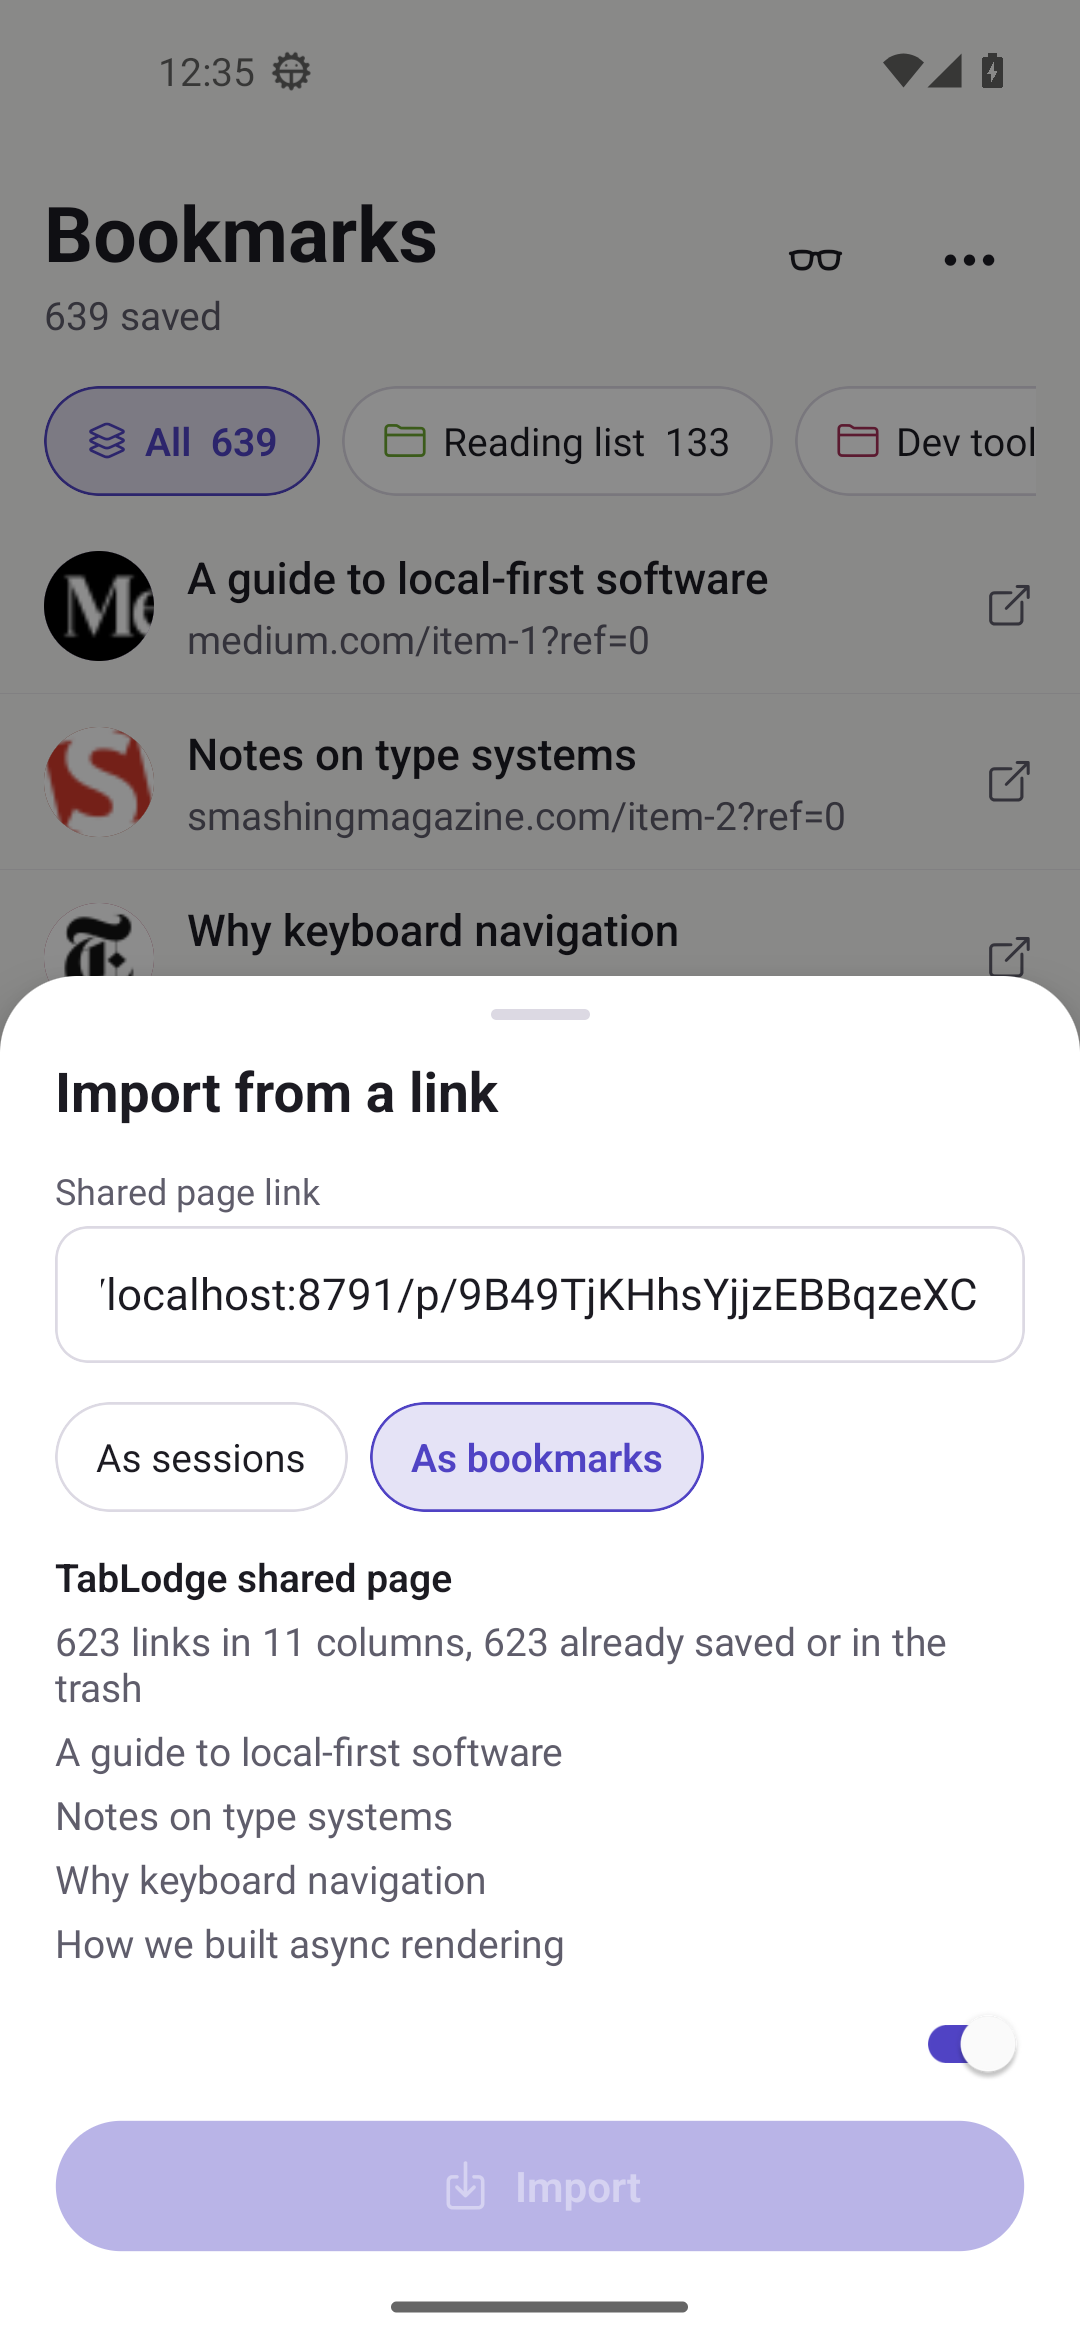 12:35
Bookmarks
639 saved
All 639
Reading list 133
Dev tool
A guide to local-first software
medium.com/item-1?ref=0
Notes on type systems
smashingmagazine.com/item-2?ref=0
Why keyboard navigation
Import from a link
Shared page link
/localhost:8791/p/9B49TjKHhsYjjzEBBqzeXC
As sessions
As bookmarks
TabLodge shared page
623 links in 11 columns, 623 already saved or in the
trash
A guide to local-first software
Notes on type systems
Why keyboard navigation
How we built async rendering
Import